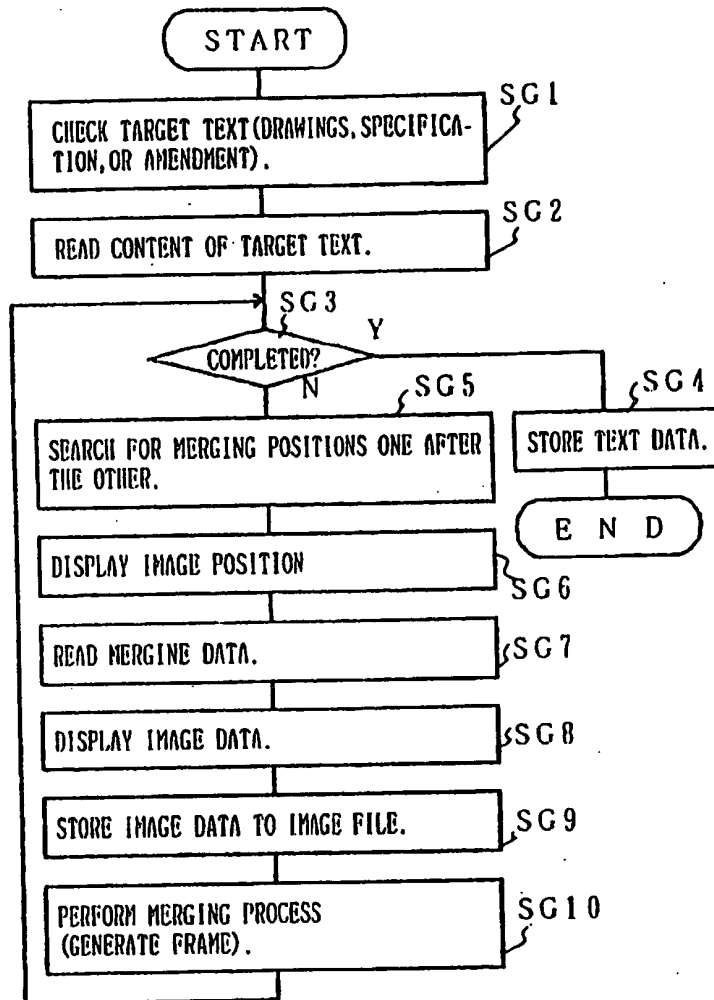 START
SG1
CHECK TARGET TEXT(DRAWINGS, SPECIFICA-
TION, OR AMENDMENT).
SG2
READ CONTENT OF TARGET TEXT.
SG3
COMPLETED?
Y
N
SG4
STORE TEXT DATA.
END
SG5
SEARCH FOR MERGING POSITIONS ONE AFTER
THE OTHER.
DISPLAY IMAGE POSITION
SG6
READ MERGINE DATA.
SG7
DISPLAY IMAGE DATA.
SG8
STORE IMAGE DATA TO IMAGE FILE.
SG9
PERFORM MERGING PROCESS
(GENERATE FRAME).
SG10